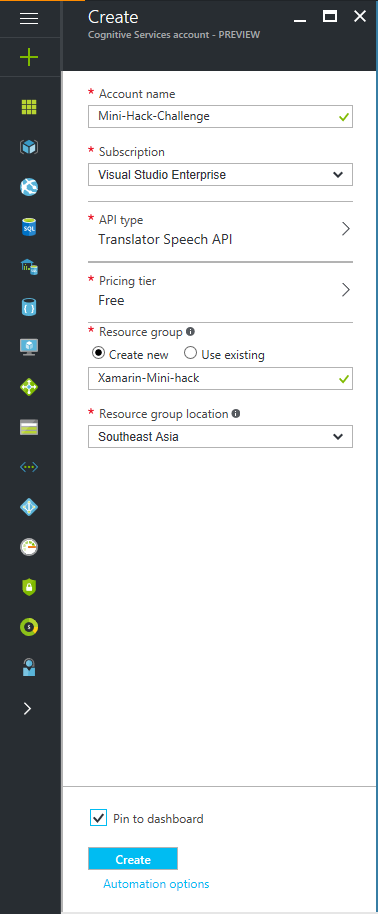 Create
Cognitive Services account - PREVIEW
* Account name
Mini-Hack-Challenge
* Subscription
Visual Studio Enterprise
* API type
Translator Speech API
* Pricing tier
Free
* Resource group
Create new Use existing
Xamarin-Mini-hack
* Resource group location
Southeast Asia
Pin to dashboard
Create
Automation options
SQL